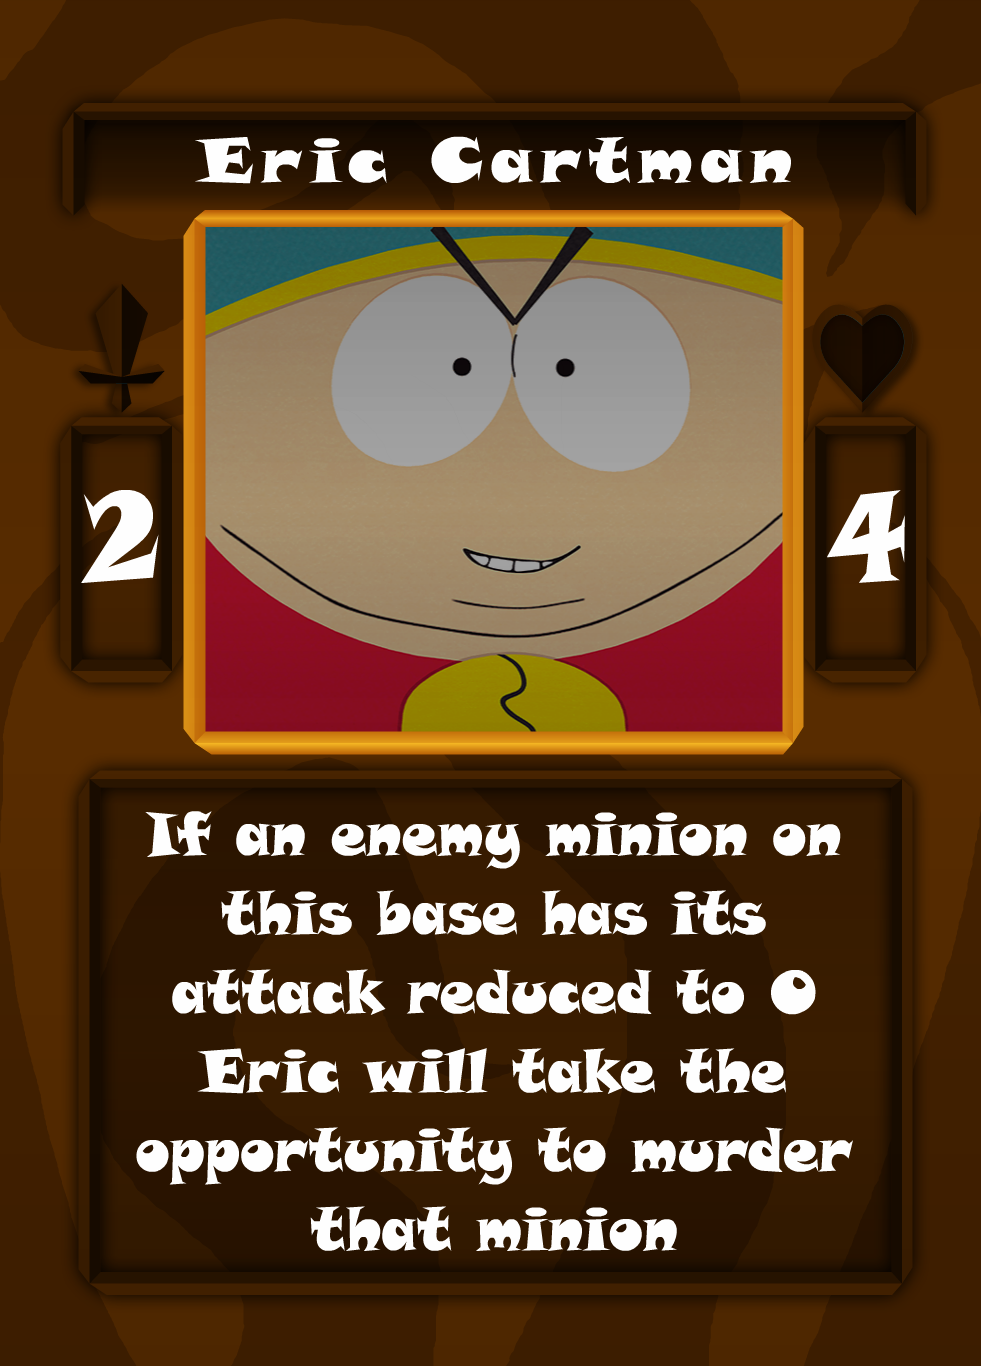 Eric Cartman
2
4
If an enemy minion on
this base has its
attack reduced to 0
Eric will take the
opportunity to murder
that minion